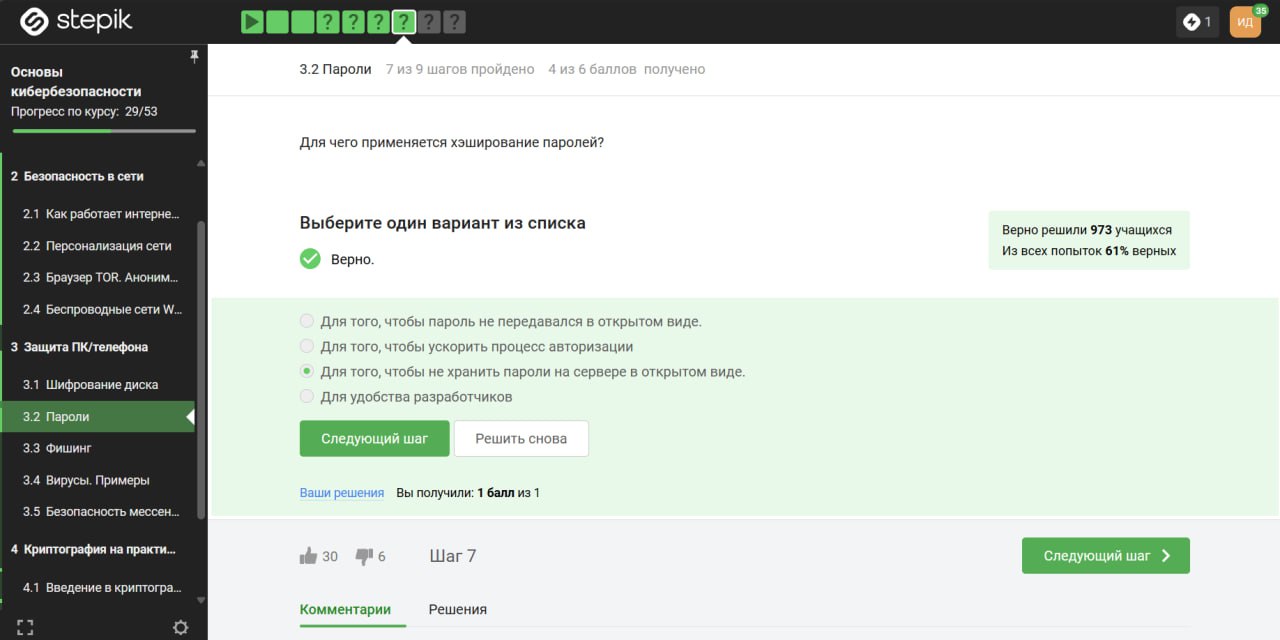 stepik
? ? ? ? ? ?
1
ИД
35
Основы
кибербезопасности
Прогресс по курсу: 29/53
2 Безопасность в сети
2.1 Как работает интерне...
2.2 Персонализация сети
2.3 Браузер TOR. Аноним...
2.4 Беспроводные сети W...
3 Защита ПК/телефона
3.1 Шифрование диска
3.2 Пароли
3.3 Фишинг
3.4 Вирусы. Примеры
3.5 Безопасность мессен...
4 Криптография на практи...
4.1 Введение в криптогра...
3.2 Пароли 7 из 9 шагов пройдено 4 из 6 баллов получено
Для чего применяется хэширование паролей?
Выберите один вариант из списка
Верно.
Верно решили 973 учащихся
Из всех попыток 61% верных
Для того, чтобы пароль не передавался в открытом виде.
Для того, чтобы ускорить процесс авторизации
Для того, чтобы не хранить пароли на сервере в открытом виде.
Для удобства разработчиков
Следующий шаг Решить снова
Ваши решения Вы получили: 1 балл из 1
30 6 Шаг 7 Следующий шаг
Комментарии Решения